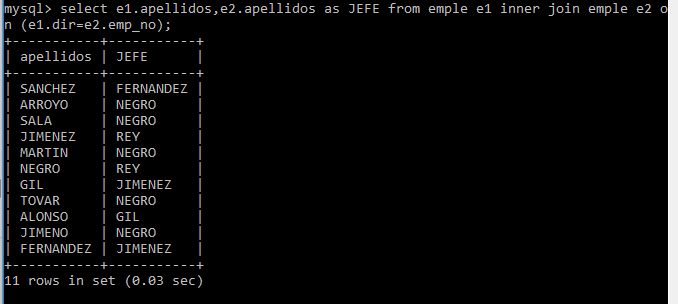 mysql> select e1.apellidos,e2.apellidos as JEFE from emple e1 inner join emple e2 o
n (e1.dir=e2.emp_no);
+-----------+-----------+
| apellidos | JEFE      |
+-----------+-----------+
| SANCHEZ   | FERNANDEZ |
| ARROYO    | NEGRO     |
| SALA      | NEGRO     |
| JIMENEZ   | REY       |
| MARTIN    | NEGRO     |
| NEGRO     | REY       |
| GIL       | JIMENEZ   |
| TOVAR     | NEGRO     |
| ALONSO    | GIL       |
| JIMENO    | NEGRO     |
| FERNANDEZ | JIMENEZ   |
+-----------+-----------+
11 rows in set (0.03 sec)